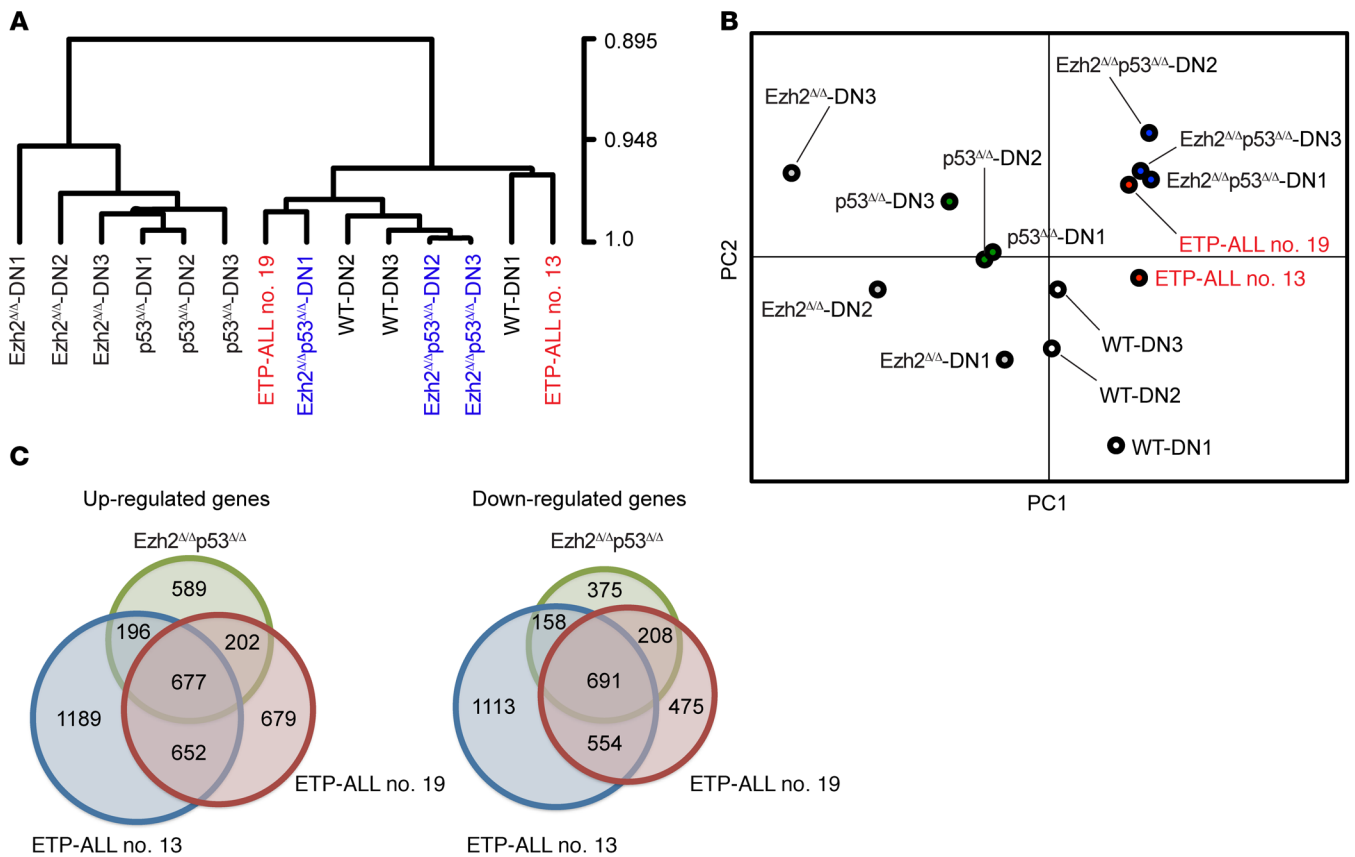 A
0.895
0.948
1.0
Ezh2Δ/Δ-DN1
Ezh2Δ/Δ-DN2
Ezh2Δ/Δ-DN3
p53Δ/Δ-DN1
p53Δ/Δ-DN2
p53Δ/Δ-DN3
ETP-ALL no. 19
Ezh2Δ/Δp53Δ/Δ-DN1
WT-DN2
WT-DN3
Ezh2Δ/Δp53Δ/Δ-DN2
Ezh2Δ/Δp53Δ/Δ-DN3
WT-DN1
ETP-ALL no. 13
B
Ezh2Δ/Δp53Δ/Δ-DN2
Ezh2Δ/Δ-DN3
Ezh2Δ/Δp53Δ/Δ-DN3
p53Δ/Δ-DN2
Ezh2Δ/Δp53Δ/Δ-DN1
p53Δ/Δ-DN3
p53Δ/Δ-DN1
ETP-ALL no. 19
ETP-ALL no. 13
Ezh2Δ/Δ-DN2
WT-DN3
Ezh2Δ/Δ-DN1
WT-DN2
WT-DN1
PC2
PC1
C
Up-regulated genes
Ezh2Δ/Δp53Δ/Δ
589
196
202
677
1189
679
652
ETP-ALL no. 19
ETP-ALL no. 13
Down-regulated genes
Ezh2Δ/Δp53Δ/Δ
375
158
208
691
1113
475
554
ETP-ALL no. 19
ETP-ALL no. 13